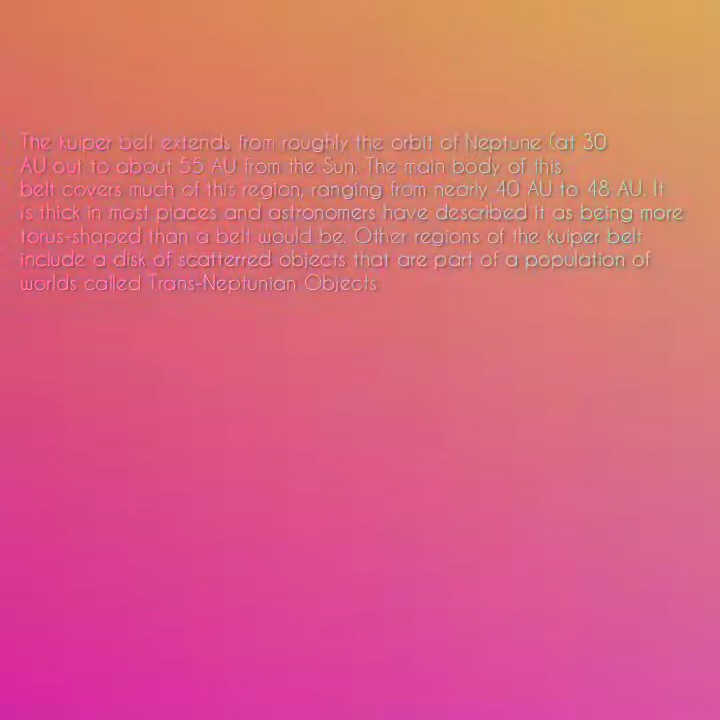 The kuiper belt extends from roughly the orbit of Neptune (at 30
AU out to about 55 AU from the Sun. The main body of this
belt covers much of this region, ranging from nearly 40 AU to 48 AU. It
is thick in most places and astronomers have described it as being more
torus-shaped than a belt would be. Other regions of the kuiper belt
include a disk of scatterred objects that are part of a population of
worlds called Trans-Neptunian Objects